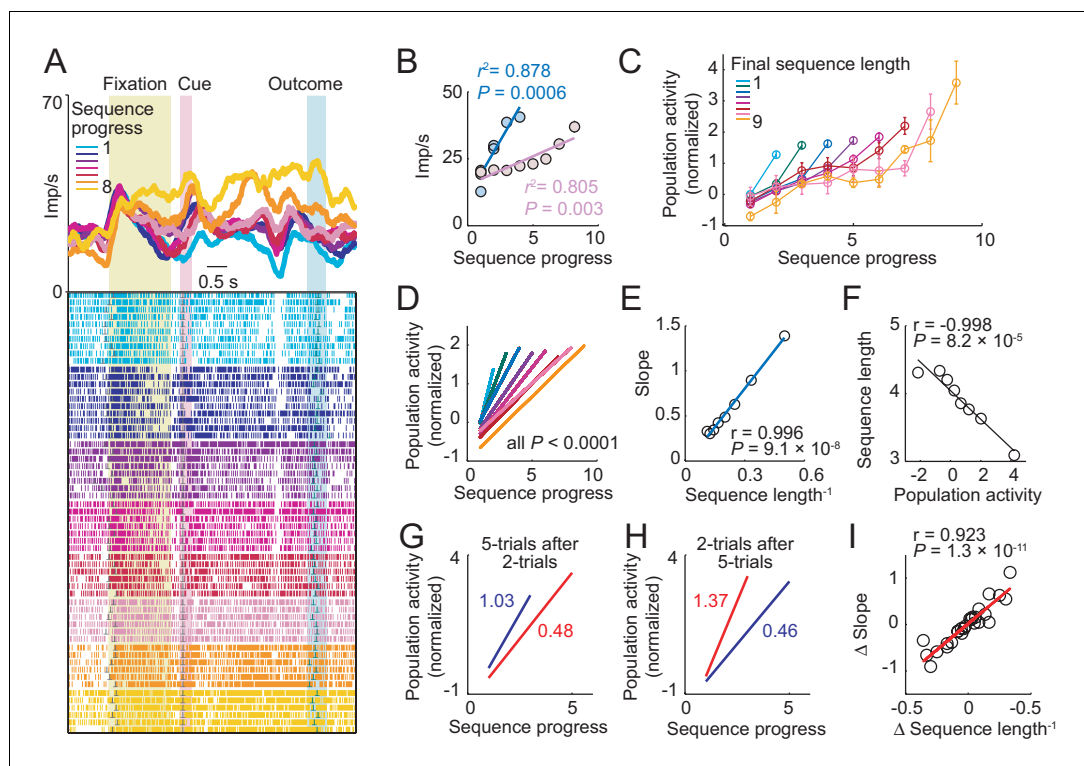 A
Fixation
Cue
Outcome
70
Sequence
progress
1
8
Imp/s
0.5 s
0
B
r²= 0.878
P = 0.0006
50
25
0
Imp/s
r²= 0.805
P = 0.003
0 5 10
Sequence progress
C
Final sequence length
1
9
Population activity
(normalized)
4
3
2
1
0
-1
0 5 10
Sequence progress
D
Population activity
(normalized)
2
1
0
-1
all P < 0.0001
0 5 10
Sequence progress
E
Slope
1.5
1.0
0.5
0
r = 0.996
P = 9.1 × 10⁻⁸
0 0.3 0.6
Sequence length⁻¹
F
r = -0.998
P = 8.2 × 10⁻⁵
Sequence length
5
4
3
-2 0 2 4
Population activity
G
5-trials after
2-trials
Population activity
(normalized)
4
-1
1.03
0.48
5
Sequence progress
H
2-trials after
5-trials
Population activity
(normalized)
4
-1
1.37
0.46
5
Sequence progress
I
r = 0.923
P = 1.3 × 10⁻¹¹
Δ Slope
1
0
-1
-0.5 0 -0.5
Δ Sequence length⁻¹